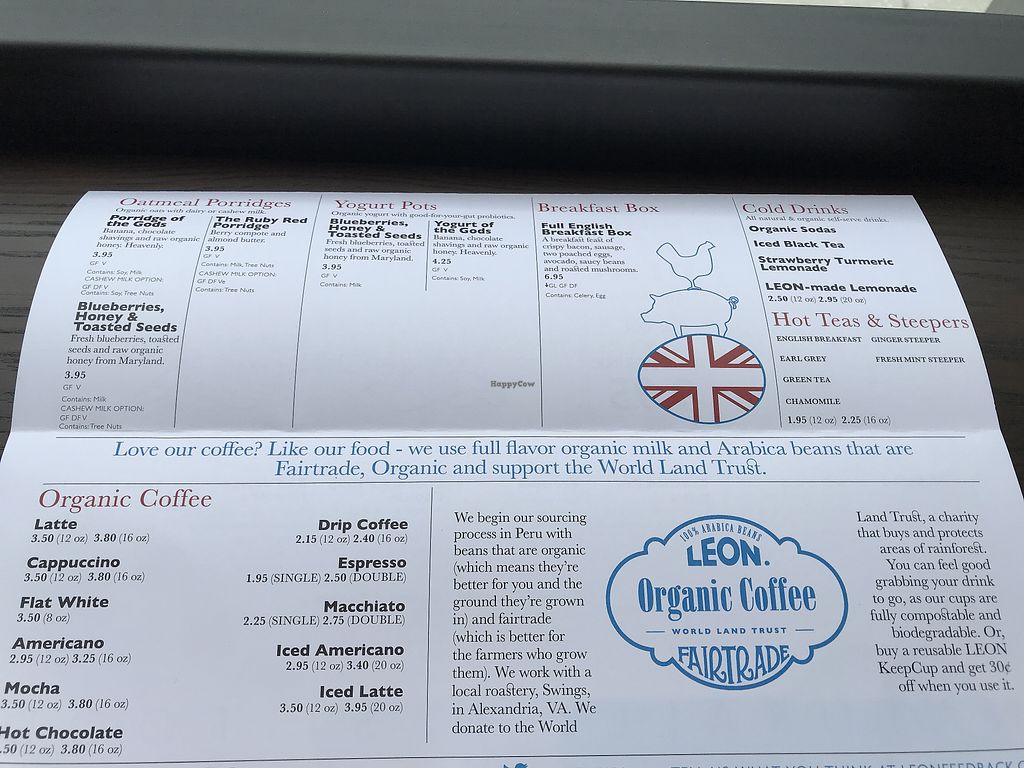 Oatmeal Porridges
Organic oats with dairy or cashew milk.
Porridge of
the Gods
Banana, chocolate
shavings and raw organic
honey. Heavenly.
3.95
GF V
Contains: Soy, Milk
CASHEW MILK OPTION:
GF DF V
Contains: Soy, Tree Nuts
The Ruby Red
Porridge
Berry compote and
almond butter.
3.95
GF V
Contains: Milk, Tree Nuts
CASHEW MILK OPTION:
GF DF Ve
Contains: Tree Nuts
Blueberries,
Honey &
Toasted Seeds
Fresh blueberries, toasted
seeds and raw organic
honey from Maryland.
3.95
GF V
Contains: Milk
CASHEW MILK OPTION:
GF DF V
Contains: Tree Nuts
Yogurt Pots
Organic yogurt with good-for-your-gut probiotics.
Blueberries,
Honey &
Toasted Seeds
Fresh blueberries, toasted
seeds and raw organic
honey from Maryland.
3.95
GF V
Contains: Milk
Yogurt of
the Gods
Banana, chocolate
shavings and raw organic
honey. Heavenly.
4.25
GF V
Contains: Soy, Milk
Breakfast Box
Full English
Breakfast Box
A breakfast feast of
crispy bacon, sausage,
two poached eggs,
avocado, saucy beans
and roasted mushrooms.
6.95
GL GF DF
Contains: Celery, Egg
Cold Drinks
All natural & organic self-serve drinks.
Organic Sodas
Iced Black Tea
Strawberry Turmeric
Lemonade
LEON-made Lemonade
2.50 (12 oz) 2.95 (20 oz)
Hot Teas & Steepers
ENGLISH BREAKFAST GINGER STEEPER
EARL GREY FRESH MINT STEEPER
GREEN TEA
CHAMOMILE
1.95 (12 oz) 2.25 (16 oz)
HappyCow
Love our coffee? Like our food - we use full flavor organic milk and Arabica beans that are
Fairtrade, Organic and support the World Land Trust.
Organic Coffee
Latte
3.50 (12 oz) 3.80 (16 oz)
Cappuccino
3.50 (12 oz) 3.80 (16 oz)
Flat White
3.50 (8 oz)
Americano
2.95 (12 oz) 3.25 (16 oz)
Mocha
3.50 (12 oz) 3.80 (16 oz)
Hot Chocolate
.50 (12 oz) 3.80 (16 oz)
Drip Coffee
2.15 (12 oz) 2.40 (16 oz)
Espresso
1.95 (SINGLE) 2.50 (DOUBLE)
Macchiato
2.25 (SINGLE) 2.75 (DOUBLE)
Iced Americano
2.95 (12 oz) 3.40 (20 oz)
Iced Latte
3.50 (12 oz) 3.95 (20 oz)
We begin our sourcing
process in Peru with
beans that are organic
(which means they're
better for you and the
ground they're grown
in) and fairtrade
(which is better for
the farmers who grow
them). We work with a
local roastery, Swings,
in Alexandria, VA. We
donate to the World
100% ARABICA BEANS
LEON.
Organic Coffee
WORLD LAND TRUST
FAIRTRADE
Land Trust, a charity
that buys and protects
areas of rainforest.
You can feel good
grabbing your drink
to go, as our cups are
fully compostable and
biodegradable. Or,
buy a reusable LEON
KeepCup and get 30¢
off when you use it.
TELL US WHAT YOU THINK AT LEONFEEDBACK.